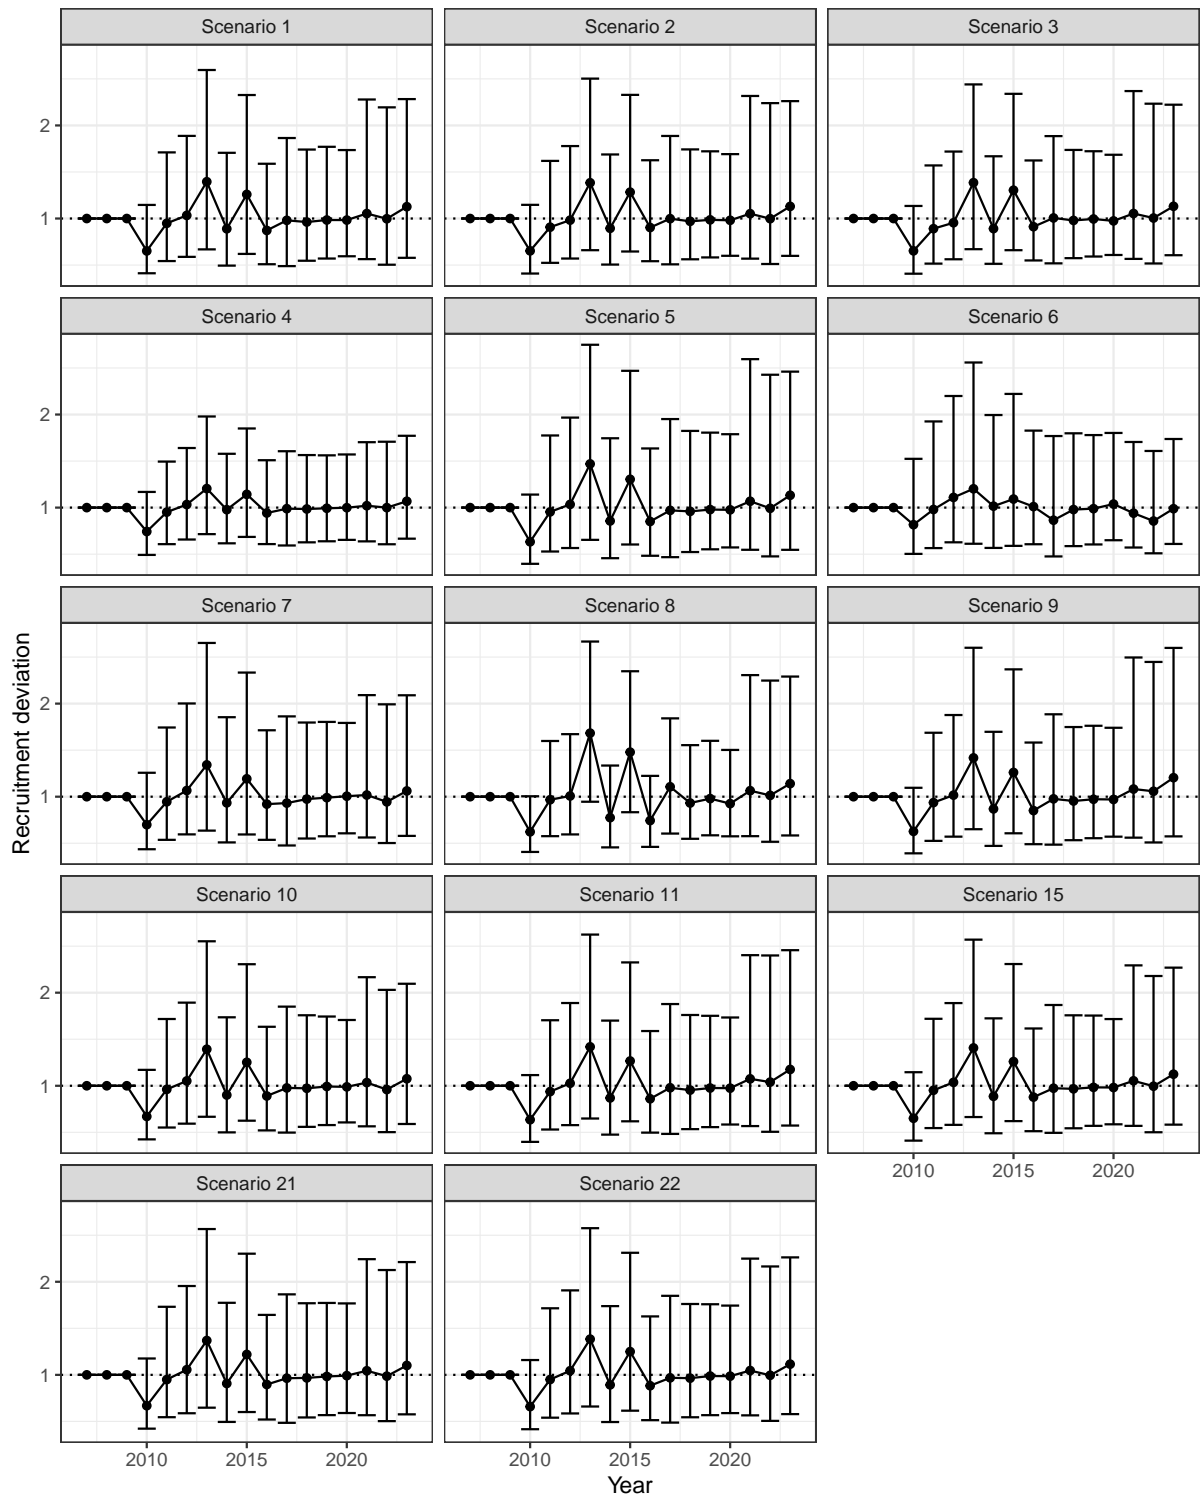 Scenario 1
Scenario 2
Scenario 3
2
1
Scenario 4
Scenario 5
Scenario 6
2
1
Scenario 7
Scenario 8
Scenario 9
2
1
Recruitment deviation
Scenario 10
Scenario 11
Scenario 15
2
1
2010 2015 2020
Scenario 21
Scenario 22
2
1
2010 2015 2020
2010 2015 2020
Year